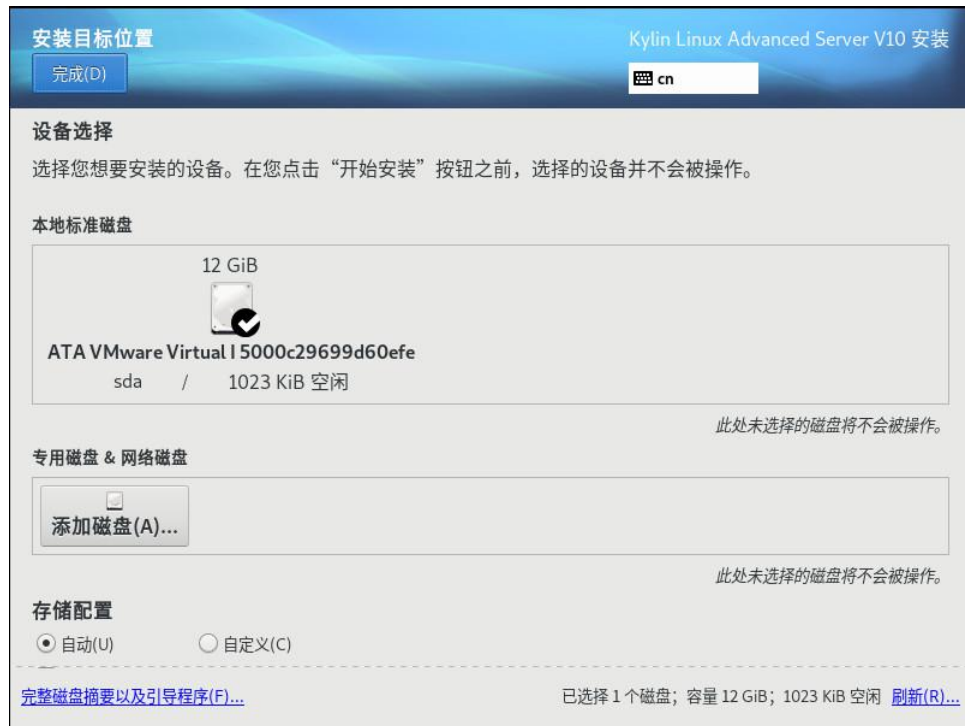 安装目标位置
Kylin Linux Advanced Server V10 安装
完成(D)
cn
设备选择
选择您想要安装的设备。在您点击“开始安装”按钮之前，选择的设备并不会被操作。
本地标准磁盘
12 GiB
ATA VMware Virtual I 5000c29699d60efe
sda / 1023 KiB 空闲
此处未选择的磁盘将不会被操作。
专用磁盘 & 网络磁盘
添加磁盘(A)...
此处未选择的磁盘将不会被操作。
存储配置
自动(U) 自定义(C)
完整磁盘摘要以及引导程序(F)... 已选择 1 个磁盘；容量 12 GiB；1023 KiB 空闲 刷新(R)...